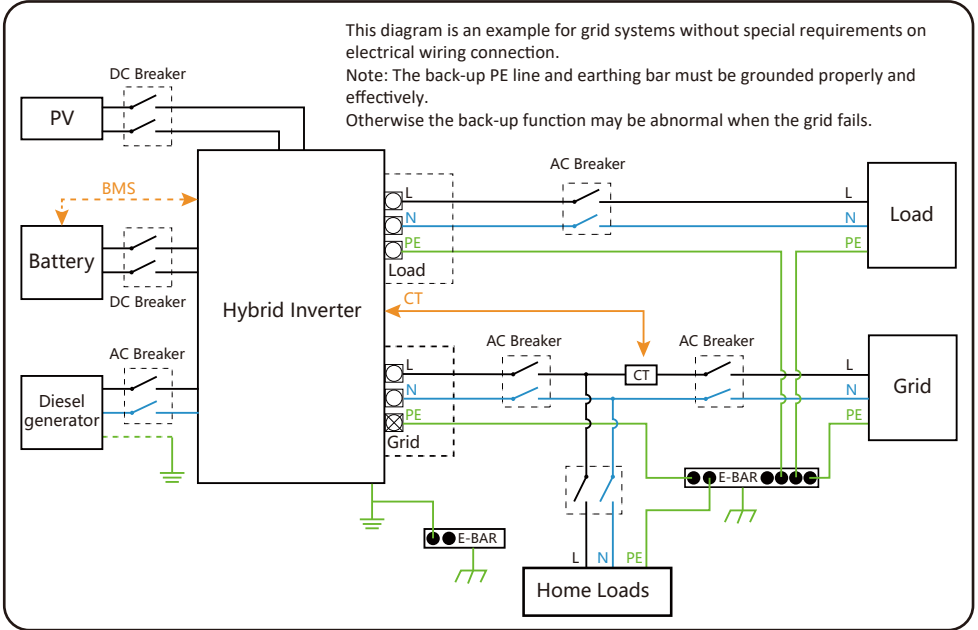 This diagram is an example for grid systems without special requirements on
electrical wiring connection.
Note: The back-up PE line and earthing bar must be grounded properly and
effectively.
Otherwise the back-up function may be abnormal when the grid fails.
DC Breaker
PV
AC Breaker
BMS
L
L
N
N
Load
PE
PE
Battery
Load
DC Breaker
CT
Hybrid Inverter
AC Breaker
AC Breaker
AC Breaker
L
CT
L
N
N
Grid
Diesel
generator
PE
PE
Grid
E-BAR
E-BAR
L
N
PE
Home Loads